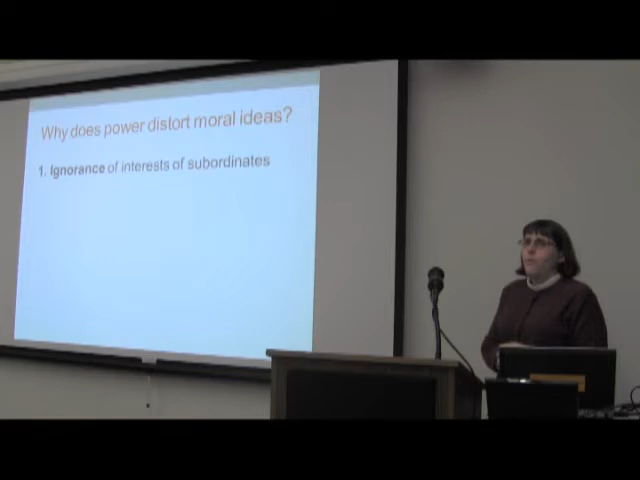 Why does power distort moral ideas?
1. Ignorance of interests of subordinates